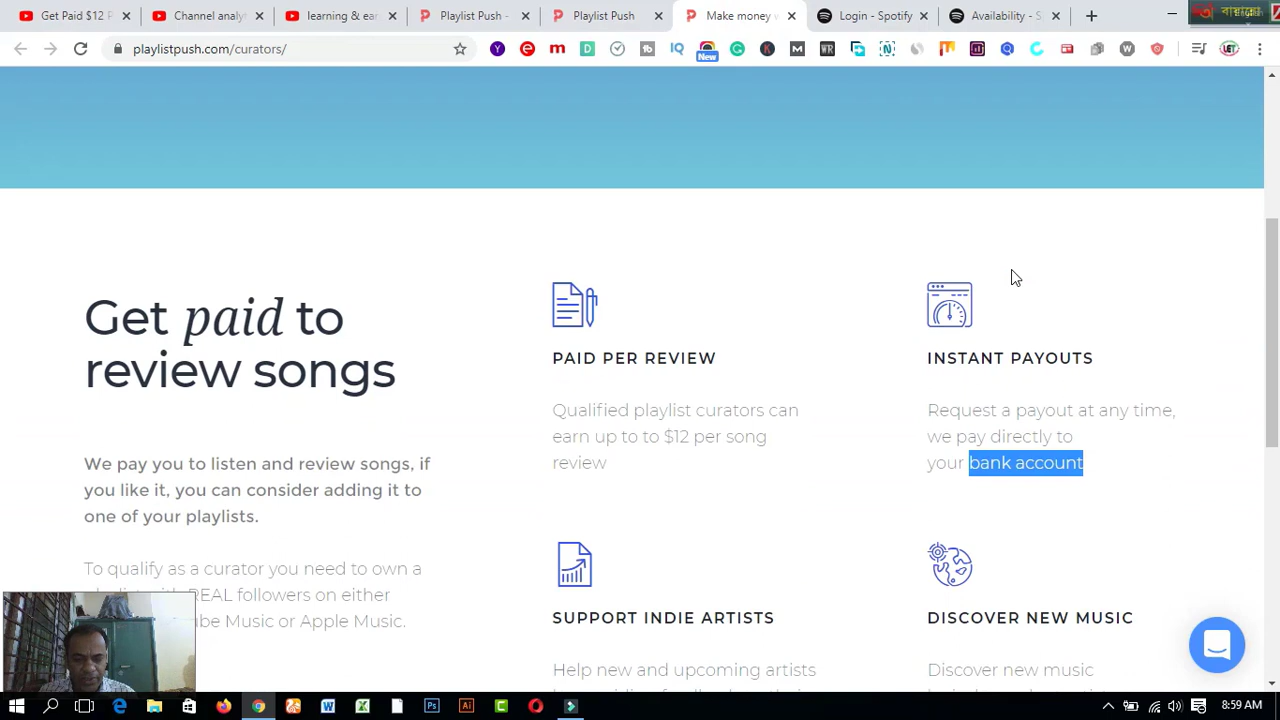 Get Paid $12 P
Channel analy
learning & ea
Playlist Push -
Playlist Push
Make money w
Login - Spotify
Availability - S
playlistpush.com/curators/
New
Get paid to
review songs
We pay you to listen and review songs, if
you like it, you can consider adding it to
one of your playlists.
To qualify as a curator you need to own a
REAL followers on either
ube Music or Apple Music.
PAID PER REVIEW
Qualified playlist curators can
earn up to to $12 per song
review
INSTANT PAYOUTS
Request a payout at any time,
we pay directly to
your bank account
SUPPORT INDIE ARTISTS
Help new and upcoming artists
DISCOVER NEW MUSIC
Discover new music
8:59 AM